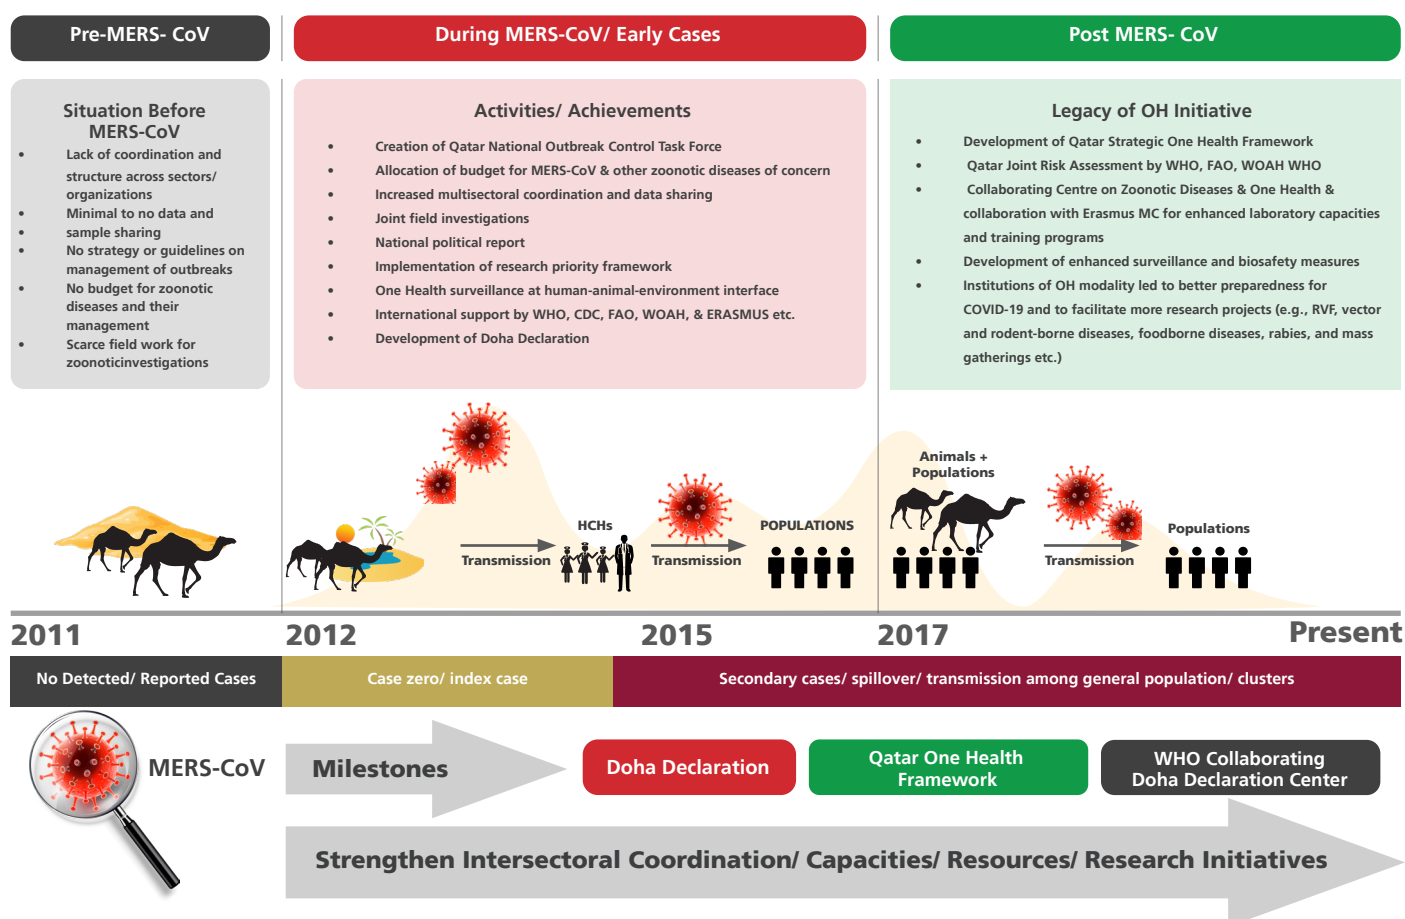 Pre-MERS- CoV
During MERS-CoV/ Early Cases
Post MERS- CoV
Situation Before
MERS-CoV
• Lack of coordination and
structure across sectors/
organizations
• Minimal to no data and
• sample sharing
• No strategy or guidelines on
management of outbreaks
• No budget for zoonotic
diseases and their
management
• Scarce field work for
zoonoticinvestigations
Activities/ Achievements
• Creation of Qatar National Outbreak Control Task Force
• Allocation of budget for MERS-CoV & other zoonotic diseases of concern
• Increased multisectoral coordination and data sharing
• Joint field investigations
• National political report
• Implementation of research priority framework
• One Health surveillance at human-animal-environment interface
• International support by WHO, CDC, FAO, WOAH, & ERASMUS etc.
• Development of Doha Declaration
Legacy of OH Initiative
• Development of Qatar Strategic One Health Framework
• Qatar Joint Risk Assessment by WHO, FAO, WOAH WHO
• Collaborating Centre on Zoonotic Diseases & One Health &
collaboration with Erasmus MC for enhanced laboratory capacities
and training programs
• Development of enhanced surveillance and biosafety measures
• Institutions of OH modality led to better preparedness for
COVID-19 and to facilitate more research projects (e.g., RVF, vector
and rodent-borne diseases, foodborne diseases, rabies, and mass
gatherings etc.)
Transmission
HCHs
Transmission
POPULATIONS
Animals +
Populations
Transmission
Populations
2011
2012
2015
2017
Present
No Detected/ Reported Cases
Case zero/ index case
Secondary cases/ spillover/ transmission among general population/ clusters
MERS-CoV
Milestones
Doha Declaration
Qatar One Health
Framework
WHO Collaborating
Doha Declaration Center
Strengthen Intersectoral Coordination/ Capacities/ Resources/ Research Initiatives